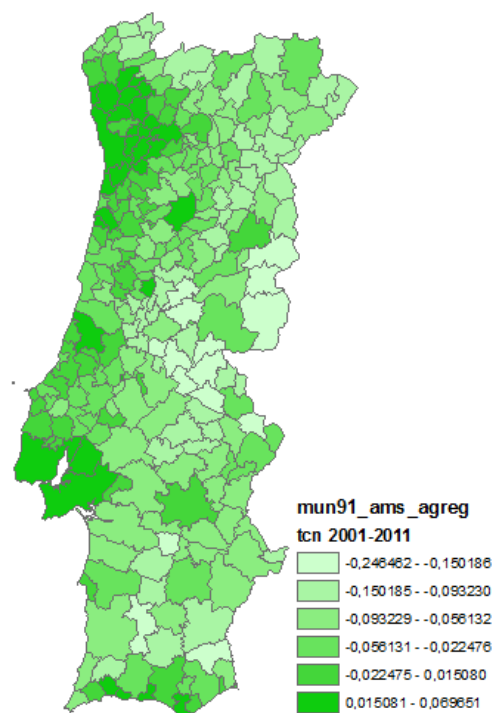 mun91_ams_agreg
tcn 2001-2011
-0,246462 - -0,150186
-0,150185 - -0,093230
-0,093229 - -0,056132
-0,056131 - -0,022476
-0,022475 - 0,015080
0,015081 - 0,069651